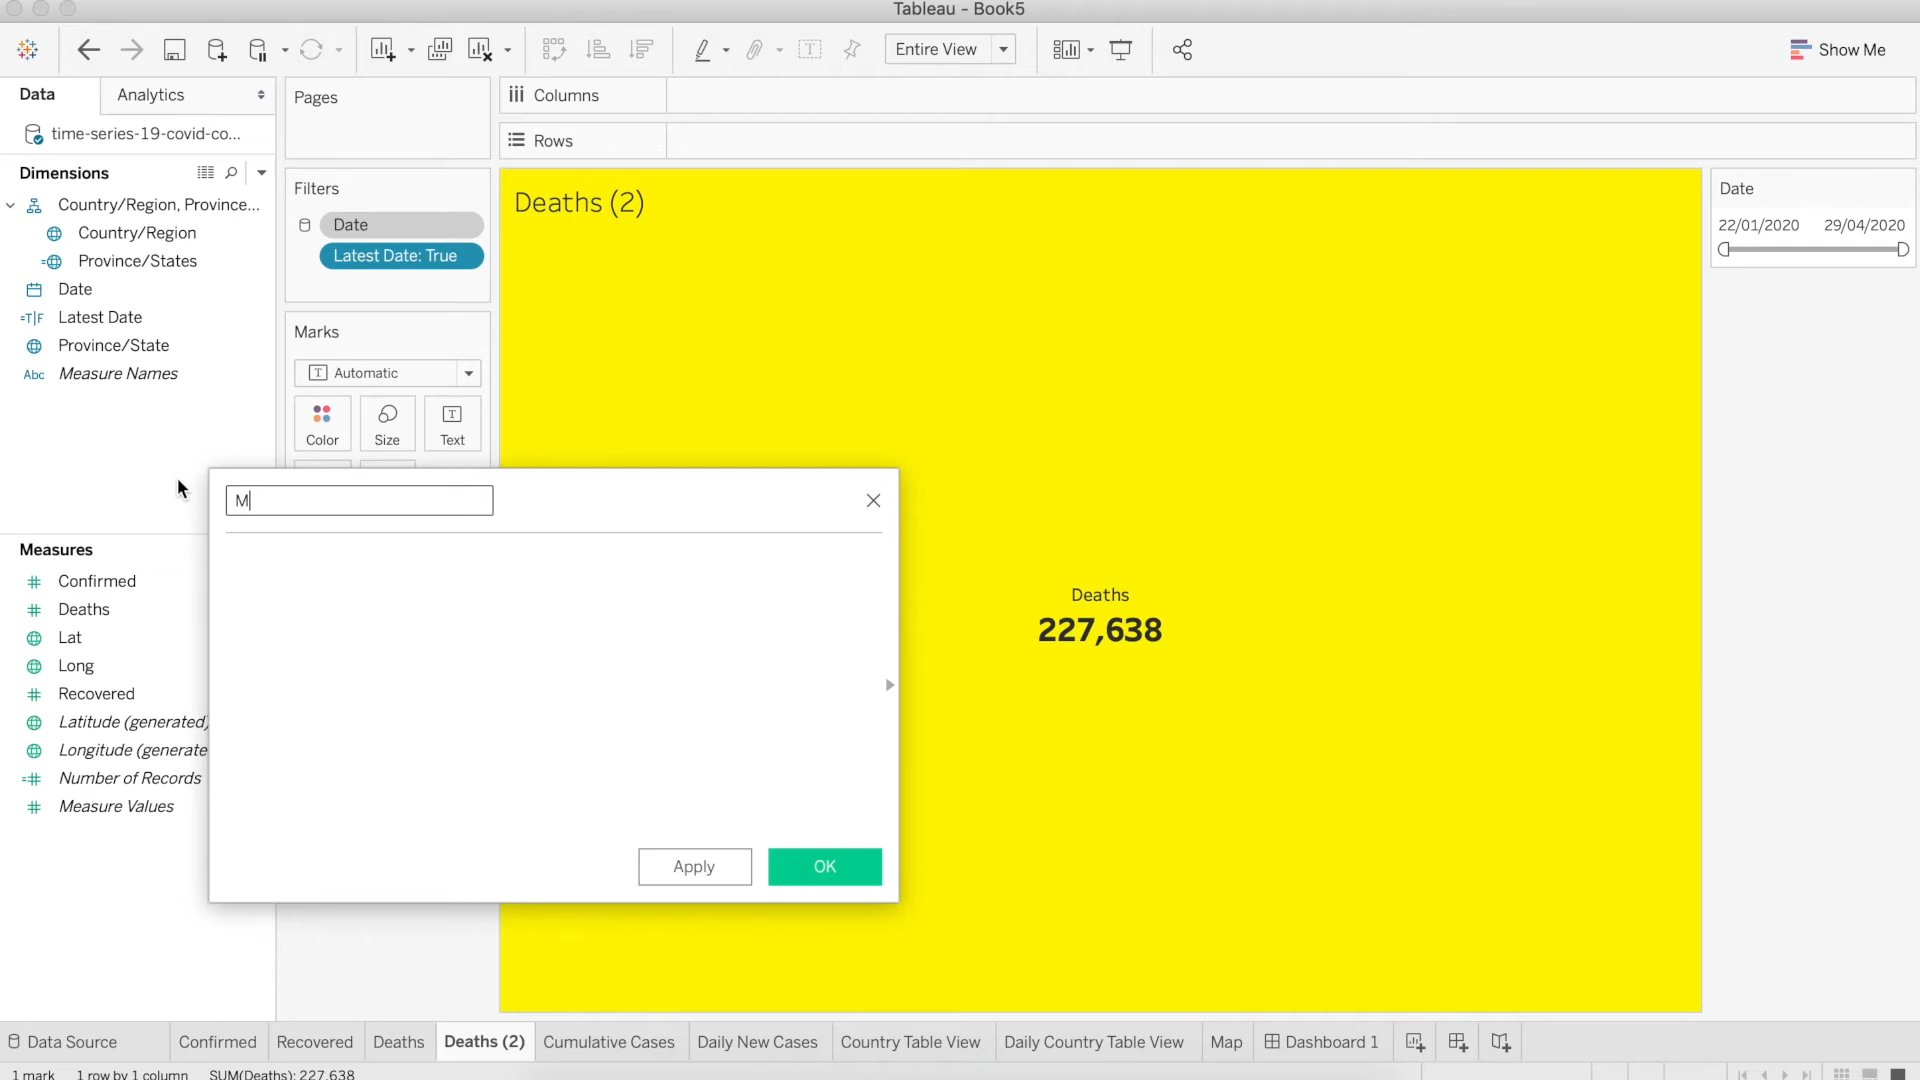 Tableau - Book5
Entire View
Show Me
Data
Analytics
Pages
Columns
time-series-19-covid-co...
Rows
Dimensions
Filters
Deaths (2)
Date
Country/Region, Province...
Date
22/01/2020 29/04/2020
Country/Region
Latest Date: True
Province/States
Date
Latest Date
Marks
Province/State
Abc Measure Names
Automatic
Color Size Text
M
Measures
Confirmed
Deaths
Deaths
Lat
227,638
Long
Recovered
Latitude (generated)
Longitude (generate
Number of Records
Measure Values
Apply
OK
Data Source
Confirmed
Recovered
Deaths
Deaths (2)
Cumulative Cases
Daily New Cases
Country Table View
Daily Country Table View
Map
Dashboard 1
1 mark 1 row by 1 column SUM(Deaths): 227,638